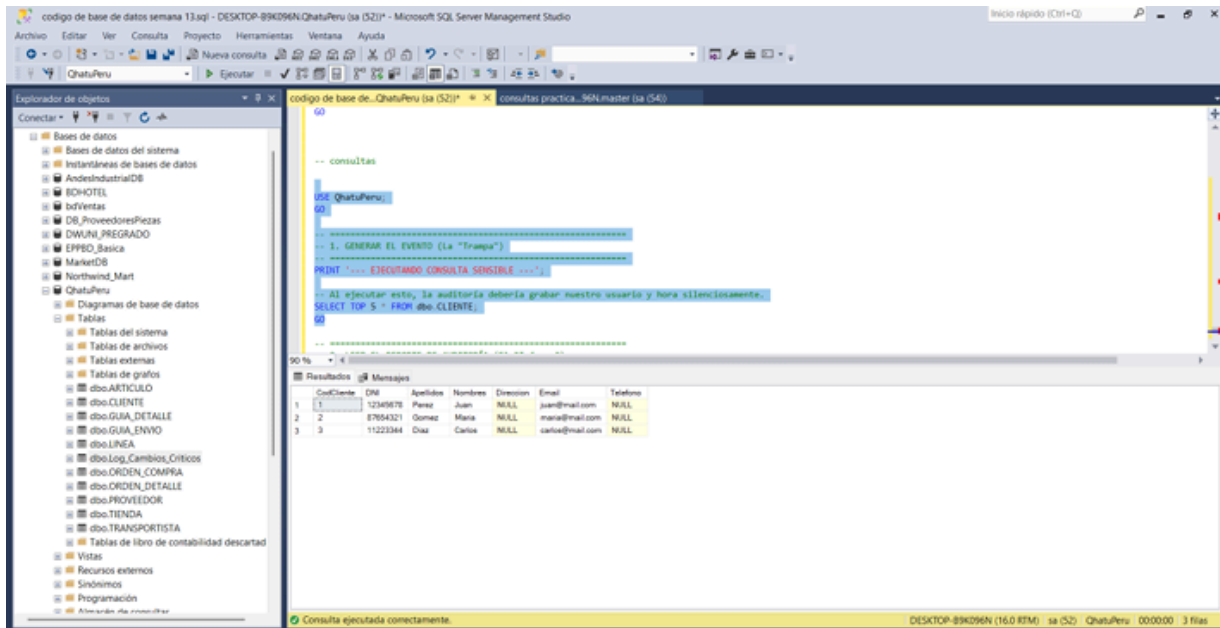 codigo de base de datos semana 13.sql - DESKTOP-B9K096N.QhatuPeru (sa (52))* - Microsoft SQL Server Management Studio
Inicio rápido (Ctrl+Q)
Archivo Editar Ver Consulta Proyecto Herramientas Ventana Ayuda
Nueva consulta
QhatuPeru
Ejecutar
Explorador de objetos
Conectar
Bases de datos
Bases de datos del sistema
Instantáneas de bases de datos
AndesIndustrialDB
BDHOTEL
bdVentas
DB_ProveedoresPiezas
DWUNI_PREGRADO
EPPBD_Basica
MarketDB
Northwind_Mart
QhatuPeru
Diagramas de base de datos
Tablas
Tablas del sistema
Tablas de archivos
Tablas externas
Tablas de grafos
dbo.ARTICULO
dbo.CLIENTE
dbo.GUIA_DETALLE
dbo.GUIA_ENVIO
dbo.LINEA
dbo.Log_Cambios_Criticos
dbo.ORDEN_COMPRA
dbo.ORDEN_DETALLE
dbo.PROVEEDOR
dbo.TIENDA
dbo.TRANSPORTISTA
Tablas de libro de contabilidad descartad
Vistas
Recursos externos
Sinónimos
Programación
Almacén de consultas
codigo de base de...QhatuPeru (sa (52))*
consultas practica...96N.master (sa (54))
GO
-- consultas
USE QhatuPeru;
GO
-- ============================================================
-- 1. GENERAR EL EVENTO (La "Trampa")
-- ============================================================
PRINT '--- EJECUTANDO CONSULTA SENSIBLE ---';
-- Al ejecutar esto, la auditoría debería grabar nuestro usuario y hora silenciosamente.
SELECT TOP 5 * FROM dbo.CLIENTE;
GO
-- ============================================================
90 %
Resultados Mensajes
CodCliente DNI Apellidos Nombres Direccion Email Telefono
1 1 12345678 Perez Juan NULL juan@mail.com NULL
2 2 87654321 Gomez Maria NULL maria@mail.com NULL
3 3 11223344 Diaz Carlos NULL carlos@mail.com NULL
Consulta ejecutada correctamente.
DESKTOP-B9K096N (16.0 RTM) sa (52) QhatuPeru 00:00:00 3 filas